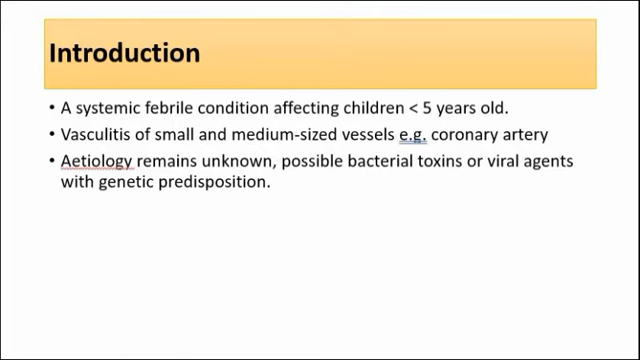 Introduction
• A systemic febrile condition affecting children < 5 years old.
• Vasculitis of small and medium-sized vessels e.g. coronary artery
• Aetiology remains unknown, possible bacterial toxins or viral agents
with genetic predisposition.